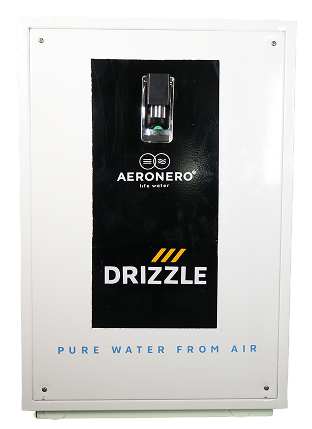 AERONERO®
life water
DRIZZLE
PURE WATER FROM AIR